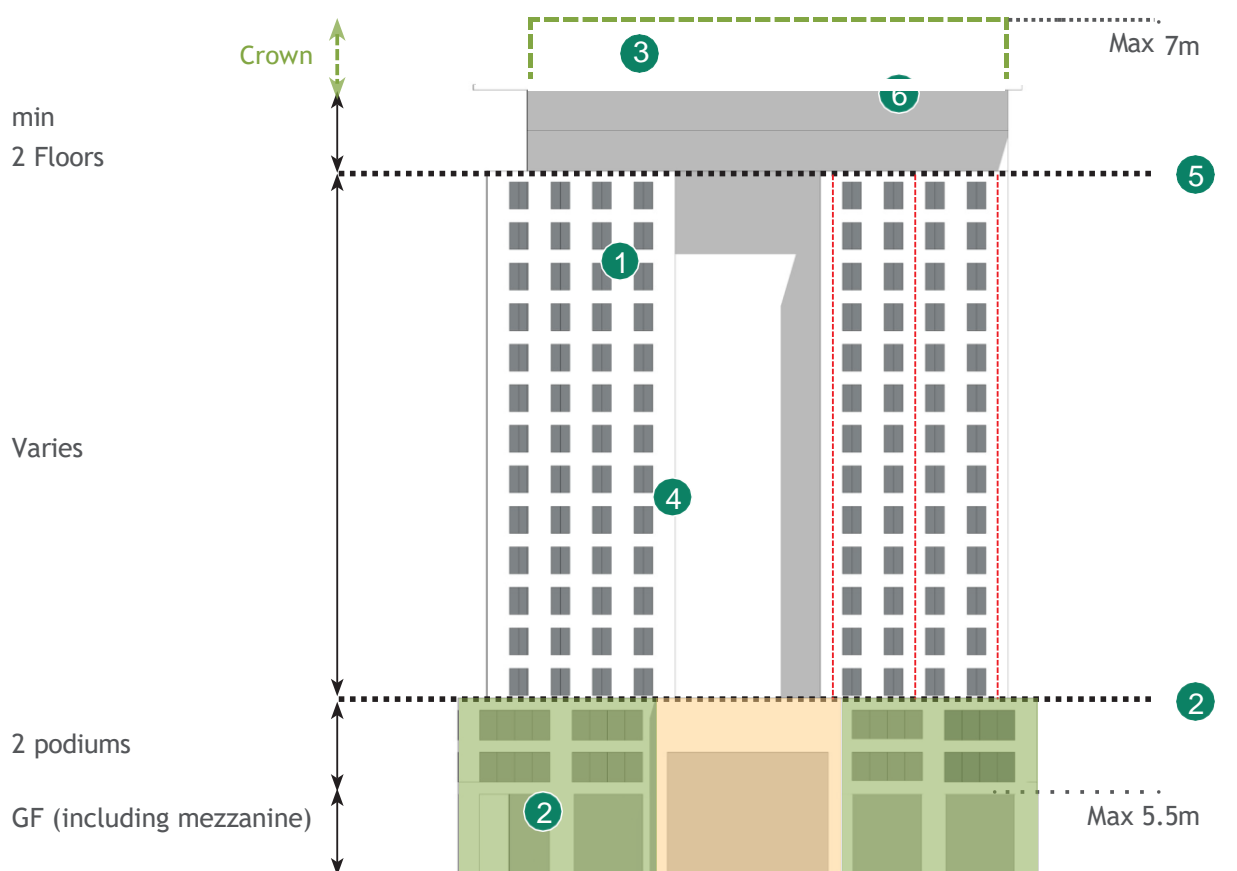 3
Max 7m
Crown
6
min
2 Floors
5
1
Varies
4
2
2 podiums
2
GF (including mezzanine)
Max 5.5m